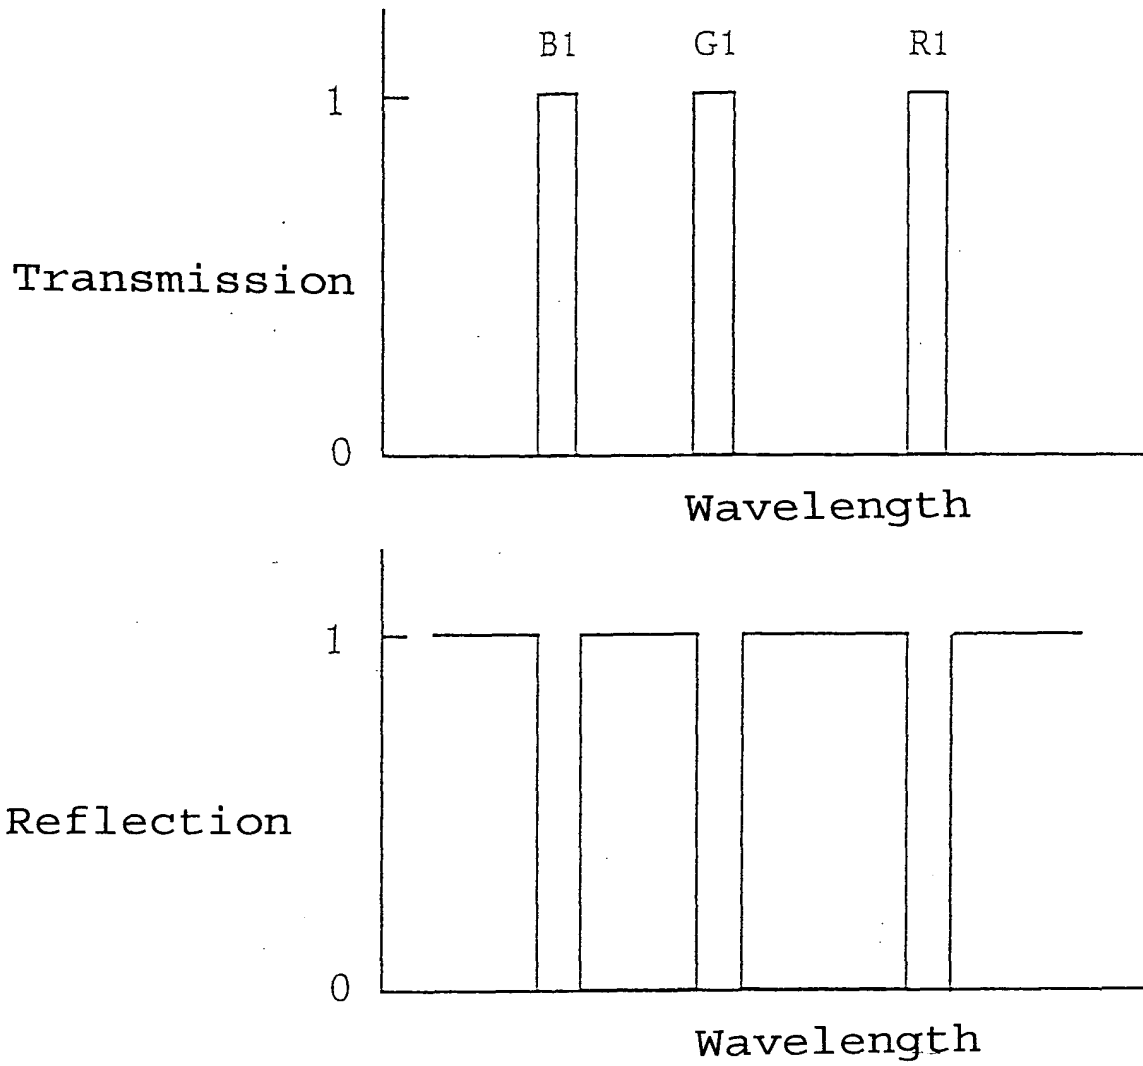 B1 G1 R1
1
Transmission
0
Wavelength
1
Reflection
0
Wavelength